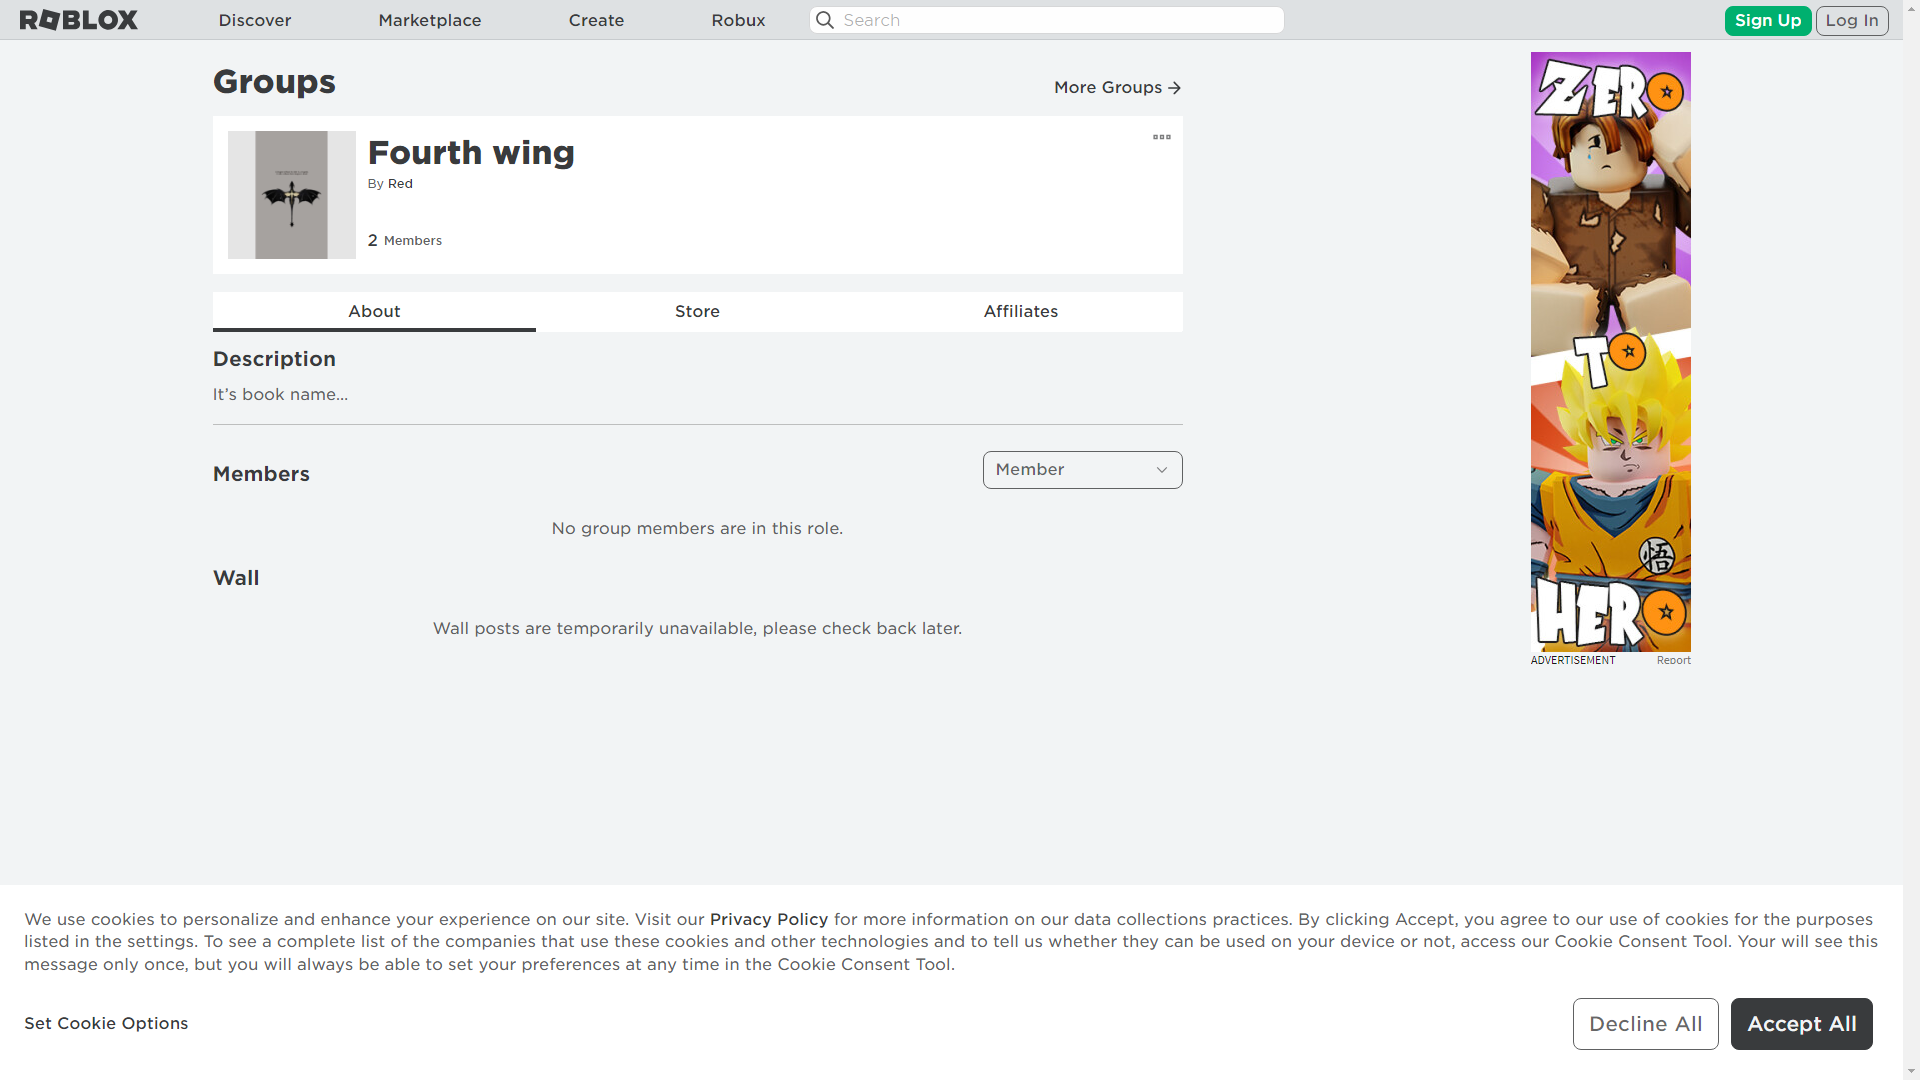 ROBLOX
Discover
Marketplace
Create
Robux
Search
Sign Up
Log In
Groups
More Groups
Fourth wing
By Red
2 Members
About
Store
Affiliates
Description
It's book name...
Members
Member
No group members are in this role.
Wall
Wall posts are temporarily unavailable, please check back later.
ZERO
TO
悟
HERO
ADVERTISEMENT
Report
We use cookies to personalize and enhance your experience on our site. Visit our Privacy Policy for more information on our data collections practices. By clicking Accept, you agree to our use of cookies for the purposes
listed in the settings. To see a complete list of the companies that use these cookies and other technologies and to tell us whether they can be used on your device or not, access our Cookie Consent Tool. Your will see this
message only once, but you will always be able to set your preferences at any time in the Cookie Consent Tool.
Set Cookie Options
Decline All
Accept All